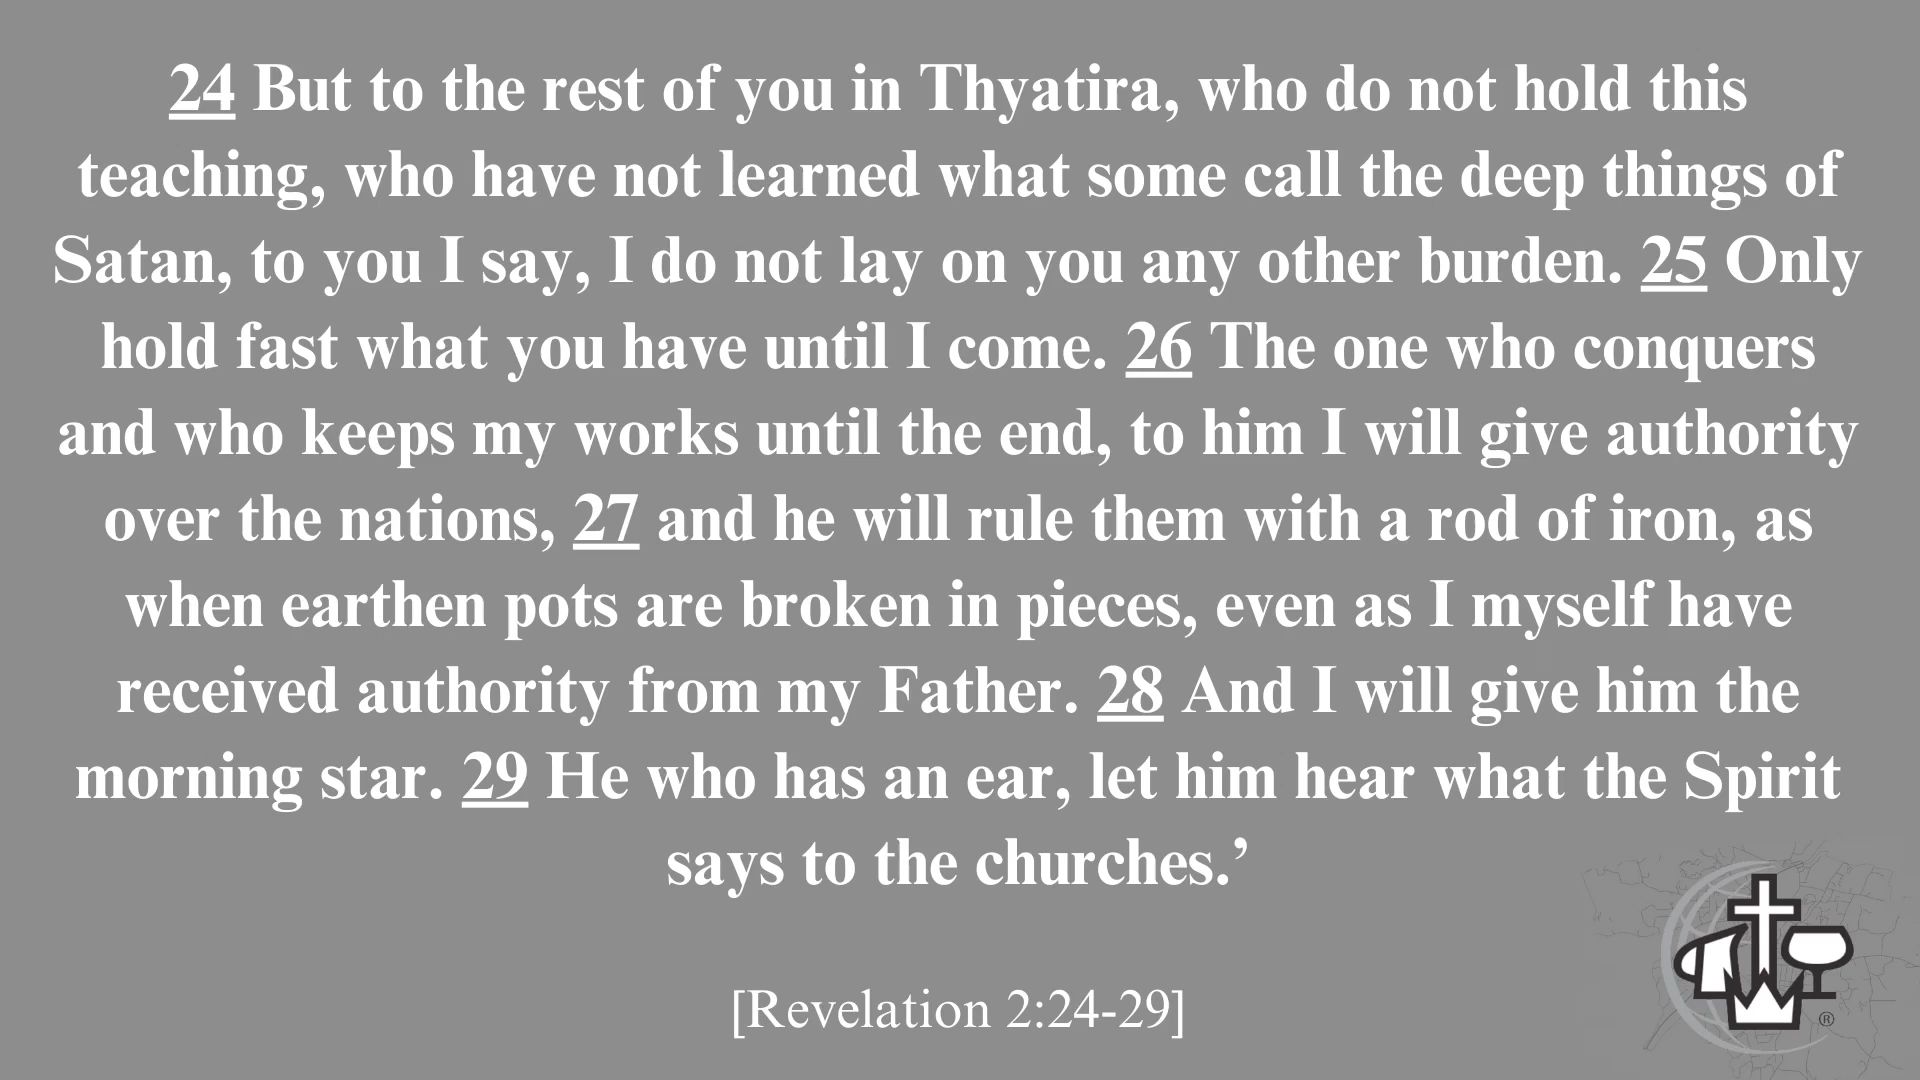 24 But to the rest of you in Thyatira, who do not hold this
teaching, who have not learned what some call the deep things of
Satan, to you I say, I do not lay on you any other burden. 25 Only
hold fast what you have until I come. 26 The one who conquers
and who keeps my works until the end, to him I will give authority
over the nations, 27 and he will rule them with a rod of iron, as
when earthen pots are broken in pieces, even as I myself have
received authority from my Father. 28 And I will give him the
morning star. 29 He who has an ear, let him hear what the Spirit
says to the churches.’
[Revelation 2:24-29]
®